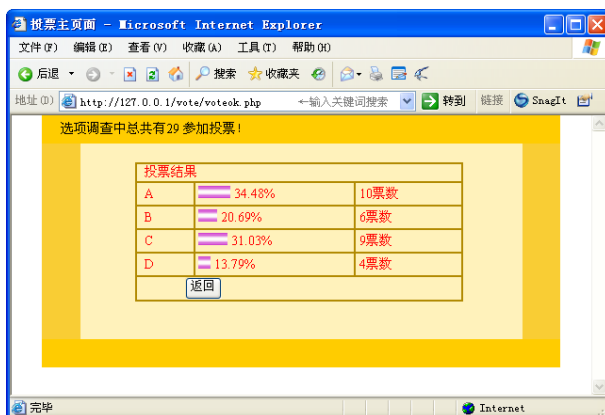 投票主页面 - Microsoft Internet Explorer
文件(F) 编辑(E) 查看(V) 收藏(A) 工具(T) 帮助(H)
后退 搜索 收藏夹
地址(D) http://127.0.0.1/vote/voteok.php ←输入关键词搜索 转到 链接 SnagIt
选项调查中总共有29 参加投票！
投票结果
A 34.48% 10票数
B 20.69% 6票数
C 31.03% 9票数
D 13.79% 4票数
返回
完毕 Internet